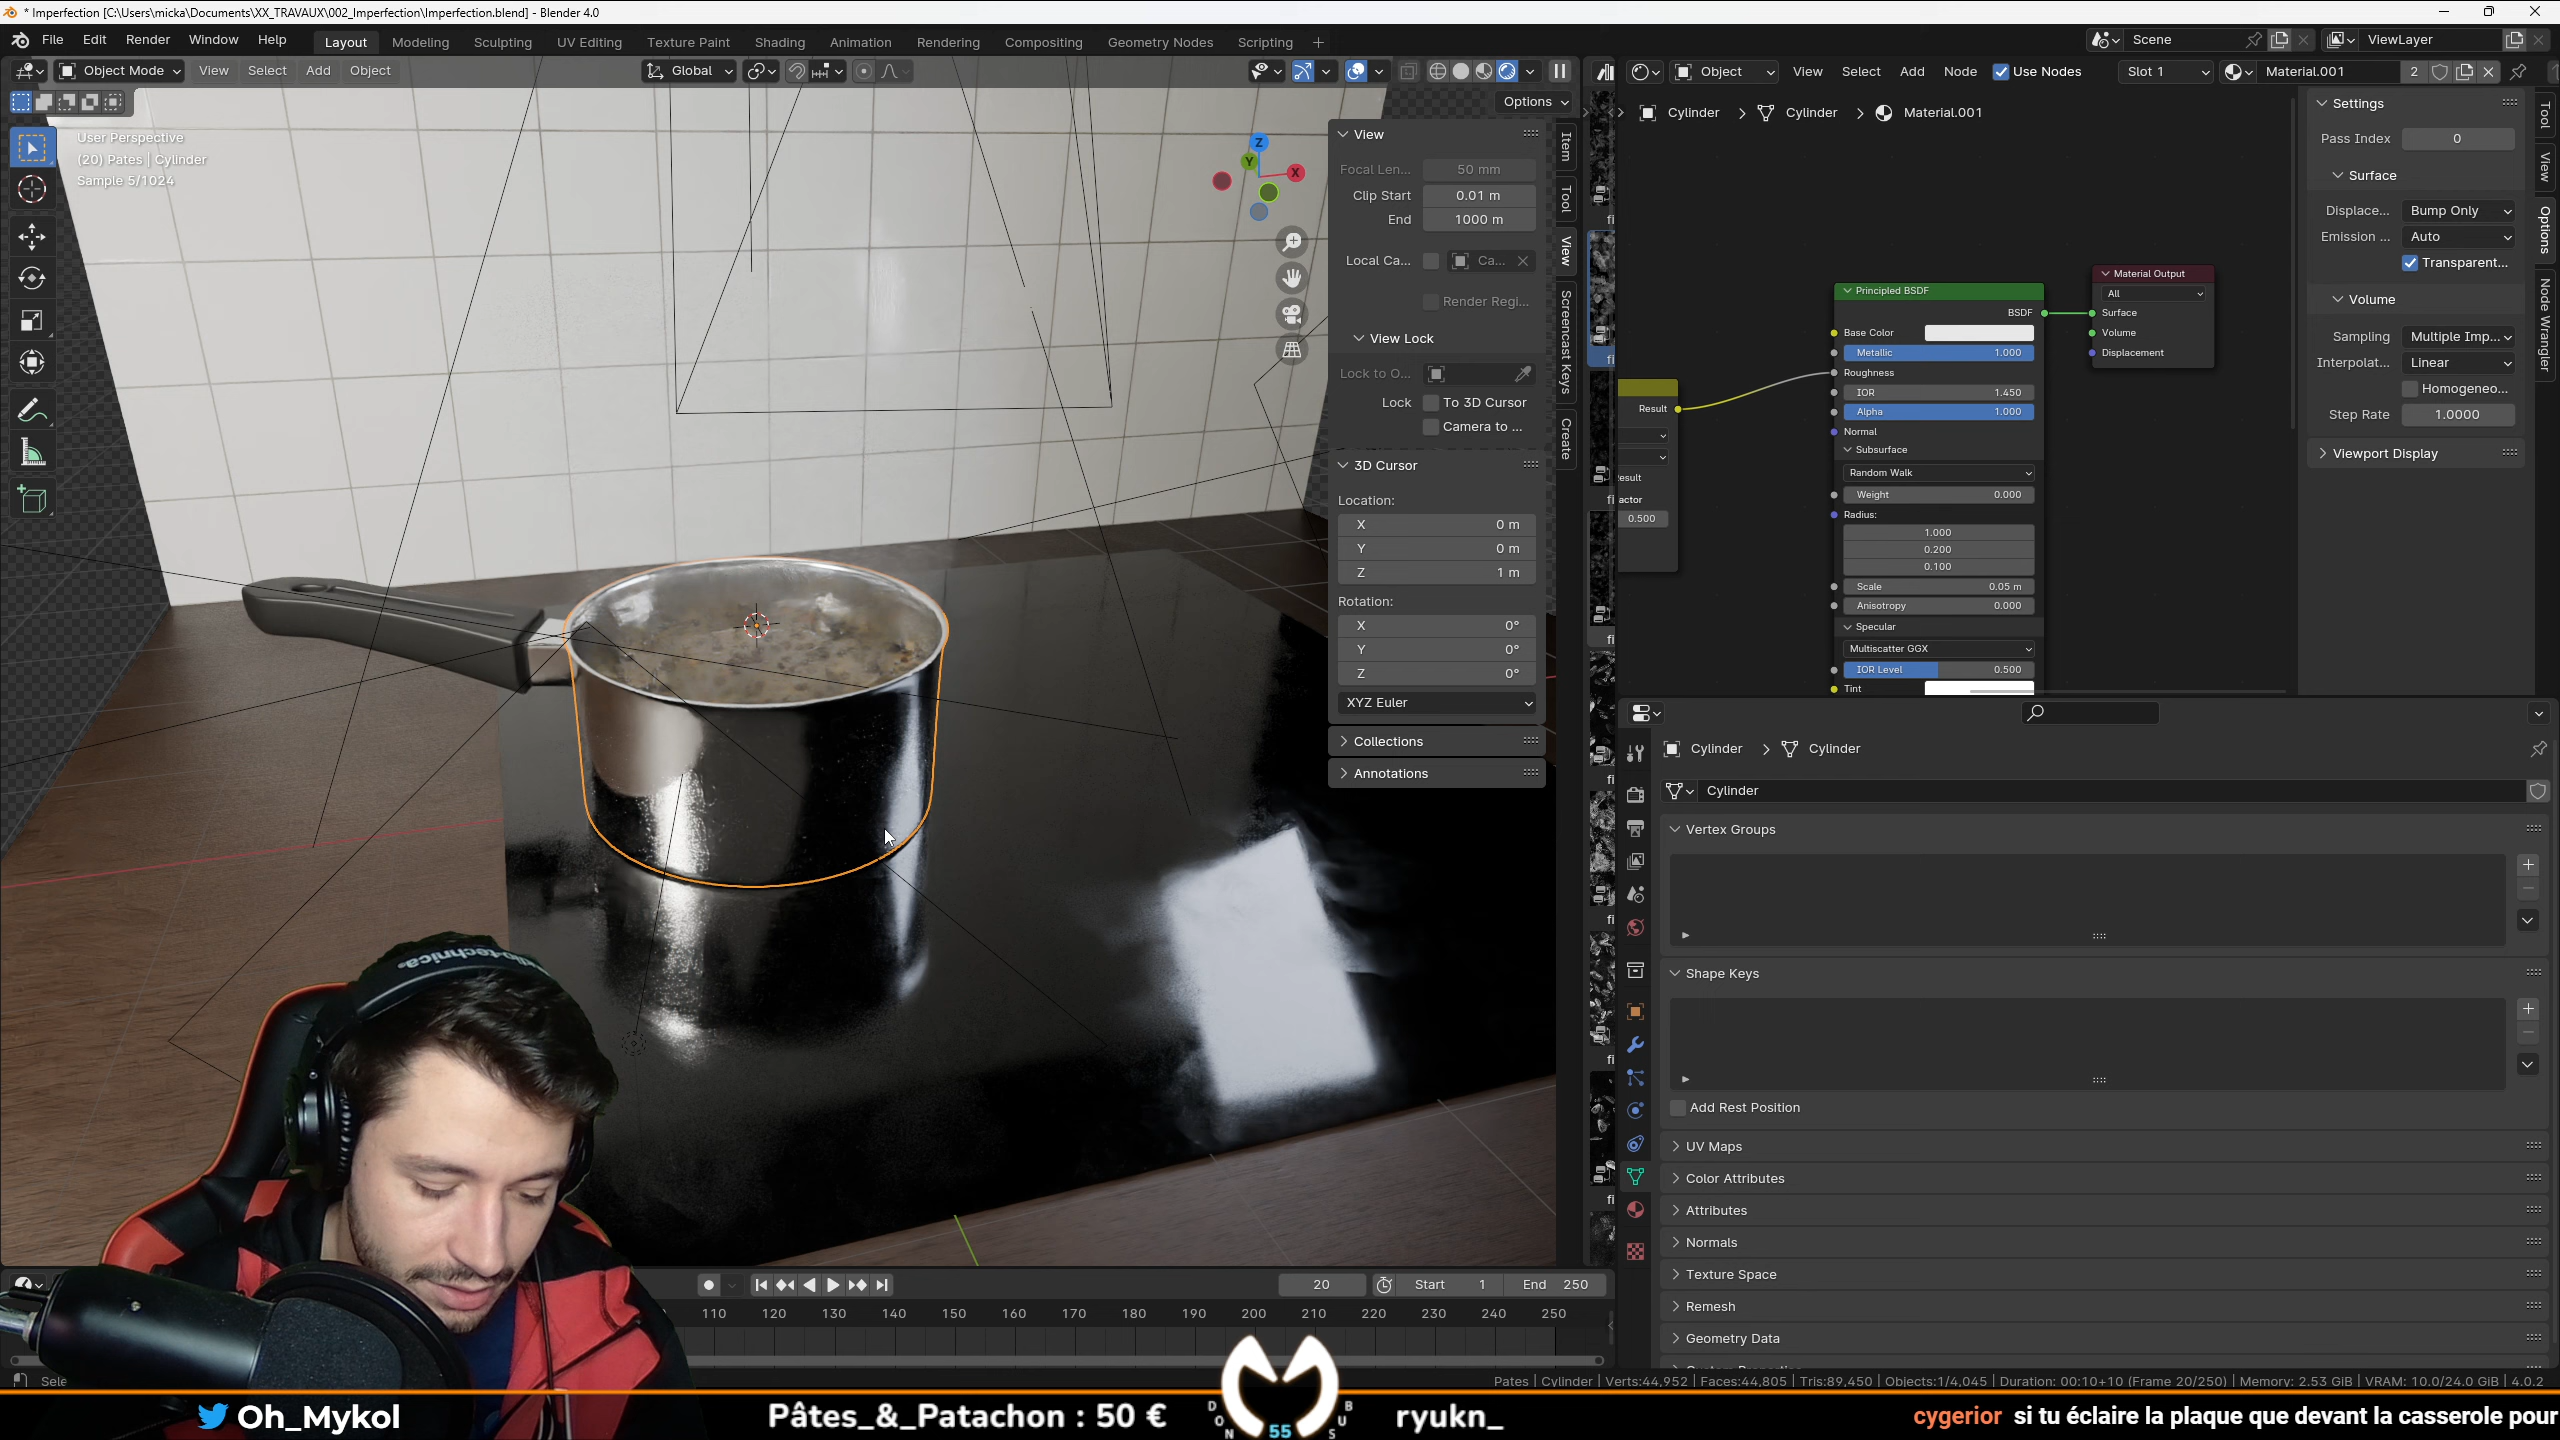 * Imperfection [C:\Users\micka\Documents\XX_TRAVAUX\002_Imperfection\Imperfection.blend] - Blender 4.0
File Edit Render Window Help Layout Modeling Sculpting UV Editing Texture Paint Shading Animation Rendering Compositing Geometry Nodes Scripting + Scene ViewLayer
Object Mode View Select Add Object Global
Object View Select Add Node Use Nodes Slot 1 Material.001 2
Options
Cylinder > Cylinder > Material.001
User Perspective
(20) Pates | Cylinder
Sample 5/1024
Z
Y
X
View
Focal Len... 50 mm
Clip Start 0.01 m
End 1000 m
Local Ca... Ca...
Render Regi...
View Lock
Lock to O...
Lock To 3D Cursor
Camera to ...
3D Cursor
Location:
X 0 m
Y 0 m
Z 1 m
Rotation:
X 0°
Y 0°
Z 0°
XYZ Euler
Collections
Annotations
Item
Tool
View
Screencast Keys
Create
Result
esult
actor
0.500
Principled BSDF
BSDF
Base Color
Metallic 1.000
Roughness
IOR 1.450
Alpha 1.000
Normal
Subsurface
Random Walk
Weight 0.000
Radius:
1.000
0.200
0.100
Scale 0.05 m
Anisotropy 0.000
Specular
Multiscatter GGX
IOR Level 0.500
Tint
Material Output
All
Surface
Volume
Displacement
Settings
Pass Index 0
Surface
Displace... Bump Only
Emission ... Auto
Transparent...
Volume
Sampling Multiple Imp...
Interpolat... Linear
Homogeneo...
Step Rate 1.0000
Viewport Display
Tool
View
Options
Node Wrangler
Cylinder > Cylinder
Cylinder
Vertex Groups
Shape Keys
Add Rest Position
UV Maps
Color Attributes
Attributes
Normals
Texture Space
Remesh
Geometry Data
audio-technica
20 Start 1 End 250
110 120 130 140 150 160 170 180 190 200 210 220 230 240 250
Sele
Pates | Cylinder | Verts:44,952 | Faces:44,805 | Tris:89,450 | Objects:1/4,045 | Duration: 00:10+10 (Frame 20/250) | Memory: 2.53 GiB | VRAM: 10.0/24.0 GiB | 4.0.2
Oh_Mykol
Pâtes_&_Patachon : 50 €
DON 55 BUS
ryukn_
cygerior si tu éclaire la plaque que devant la casserole pour